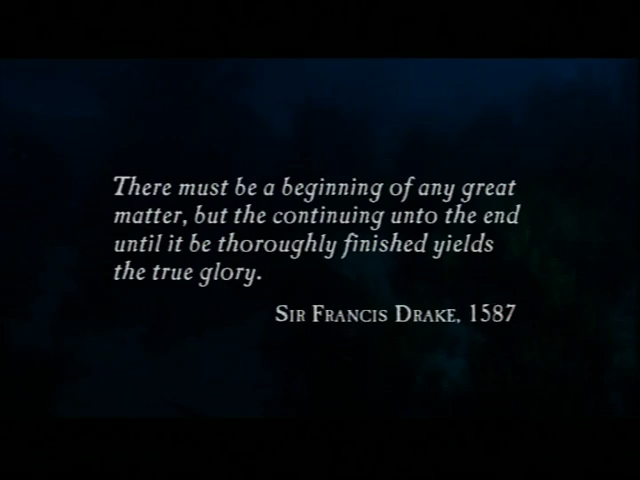 There must be a beginning of any great
matter, but the continuing unto the end
until it be thoroughly finished yields
the true glory.
Sir Francis Drake, 1587